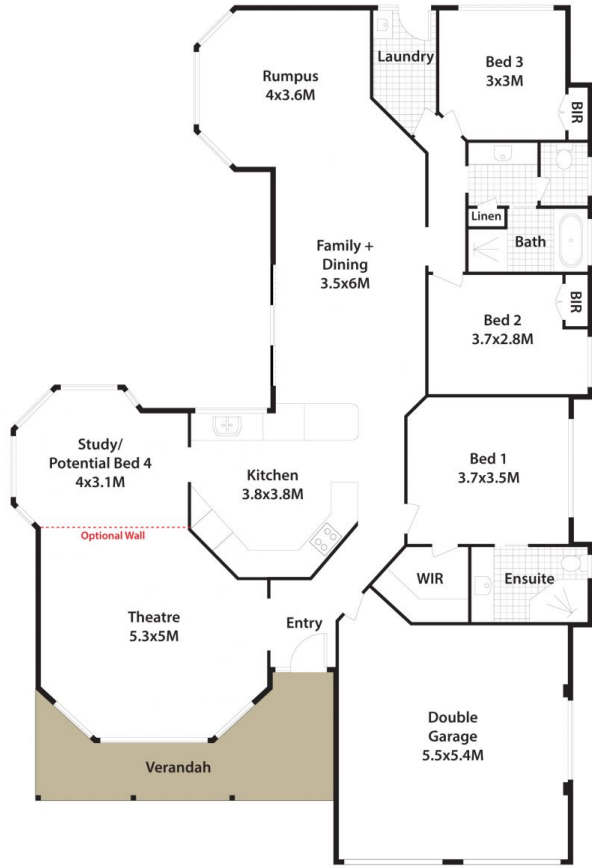 Laundry
Bed 3
3x3M
Rumpus
4x3.6M
BIR
Linen
Bath
Family +
Dining
3.5x6M
BIR
Bed 2
3.7x2.8M
Study/
Potential Bed 4
4x3.1M
Bed 1
3.7x3.5M
Kitchen
3.8x3.8M
Optional Wall
WIR
Ensuite
Theatre
5.3x5M
Entry
Double
Garage
5.5x5.4M
Verandah